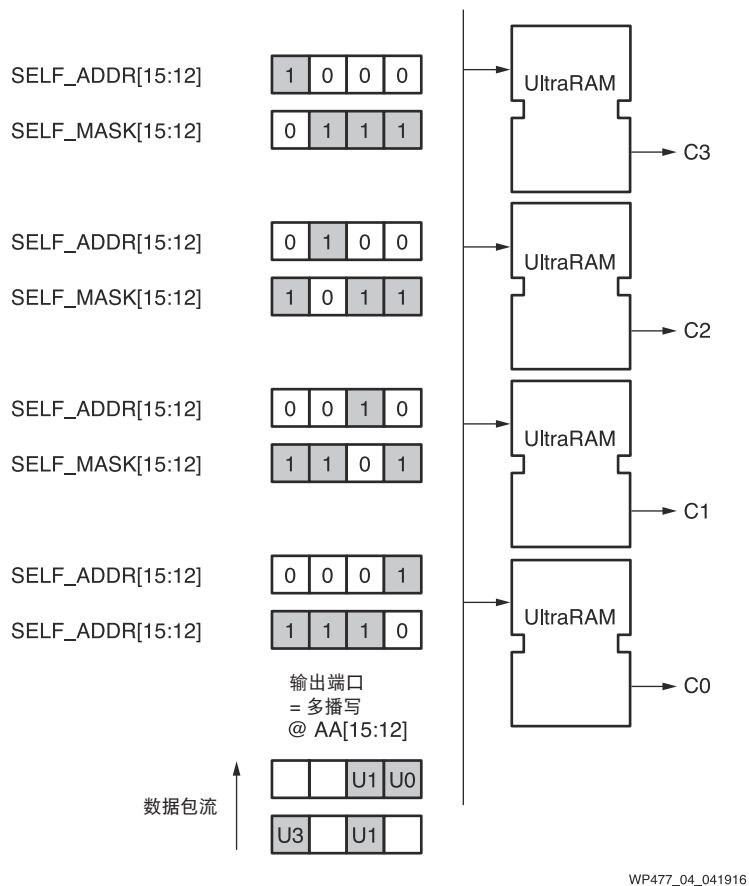 SELF_ADDR[15:12] 1 0 0 0
UltraRAM
SELF_MASK[15:12] 0 1 1 1
C3
SELF_ADDR[15:12] 0 1 0 0
UltraRAM
SELF_MASK[15:12] 1 0 1 1
C2
SELF_ADDR[15:12] 0 0 1 0
UltraRAM
SELF_MASK[15:12] 1 1 0 1
C1
SELF_ADDR[15:12] 0 0 0 1
UltraRAM
SELF_ADDR[15:12] 1 1 1 0
C0
输出端口
= 多播写
@ AA[15:12]
U1 U0
数据包流
U3 U1
WP477_04_041916